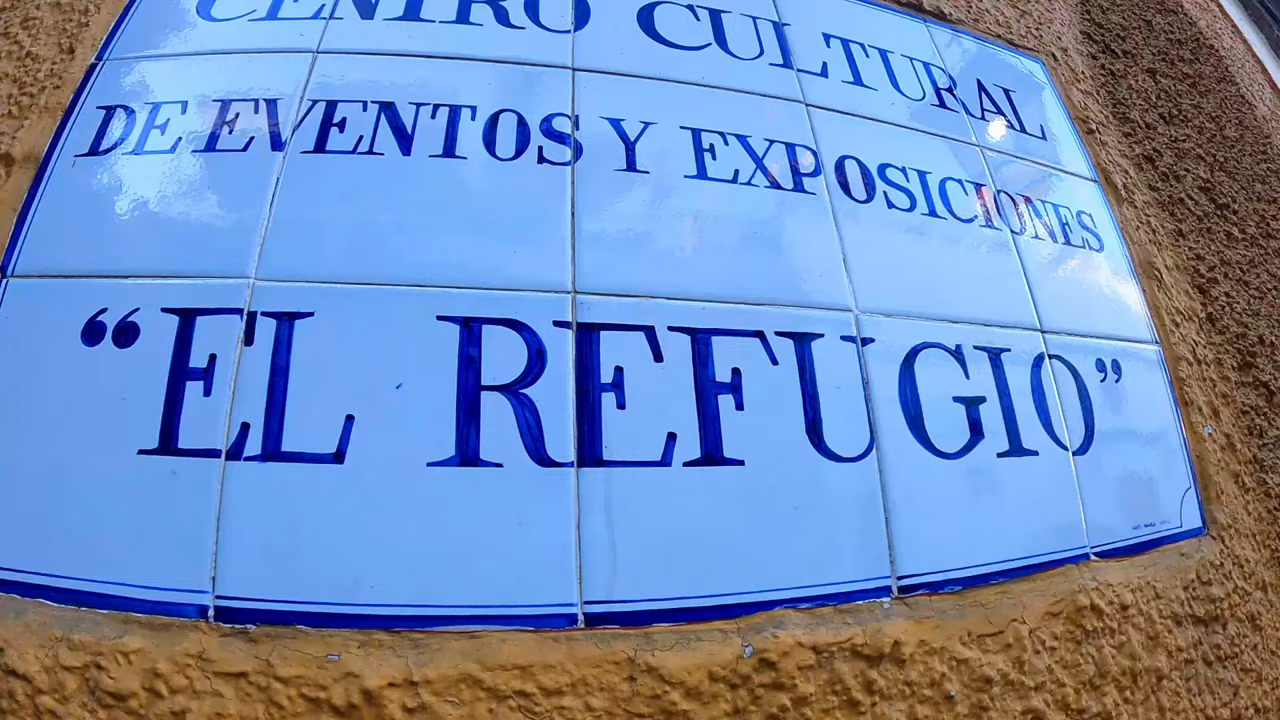 CENTRO CULTURAL
DE EVENTOS Y EXPOSICIONES
“EL REFUGIO”